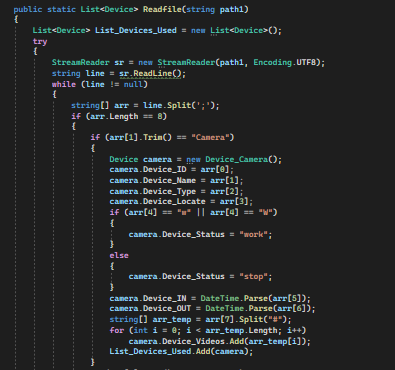 public static List<Device> Readfile(string path1)
{
List<Device> List_Devices_Used = new List<Device>();
try
{
StreamReader sr = new StreamReader(path1, Encoding.UTF8);
string line = sr.ReadLine();
while (line != null)
{
string[] arr = line.Split(';');
if (arr.Length == 8)
{
if (arr[1].Trim() == "Camera")
{
Device camera = new Device_Camera();
camera.Device_ID = arr[0];
camera.Device_Name = arr[1];
camera.Device_Type = arr[2];
camera.Device_Locate = arr[3];
if (arr[4] == "w" || arr[4] == "W")
{
camera.Device_Status = "work";
}
else
{
camera.Device_Status = "stop";
}
camera.Device_IN = DateTime.Parse(arr[5]);
camera.Device_OUT = DateTime.Parse(arr[6]);
string[] arr_temp = arr[7].Split("#");
for (int i = 0; i < arr_temp.Length; i++)
camera.Device_Videos.Add(arr_temp[i]);
List_Devices_Used.Add(camera);
}